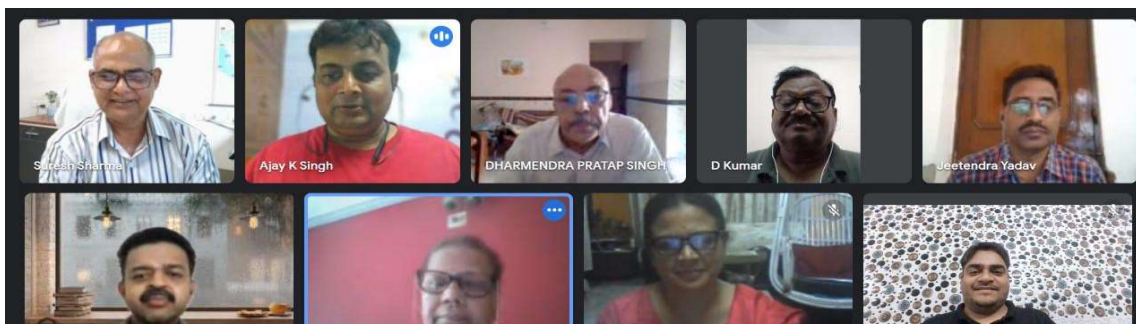 Suresh Sharma
Ajay K Singh
DHARMENDRA PRATAP SINGH
D Kumar
Jeetendra Yadav